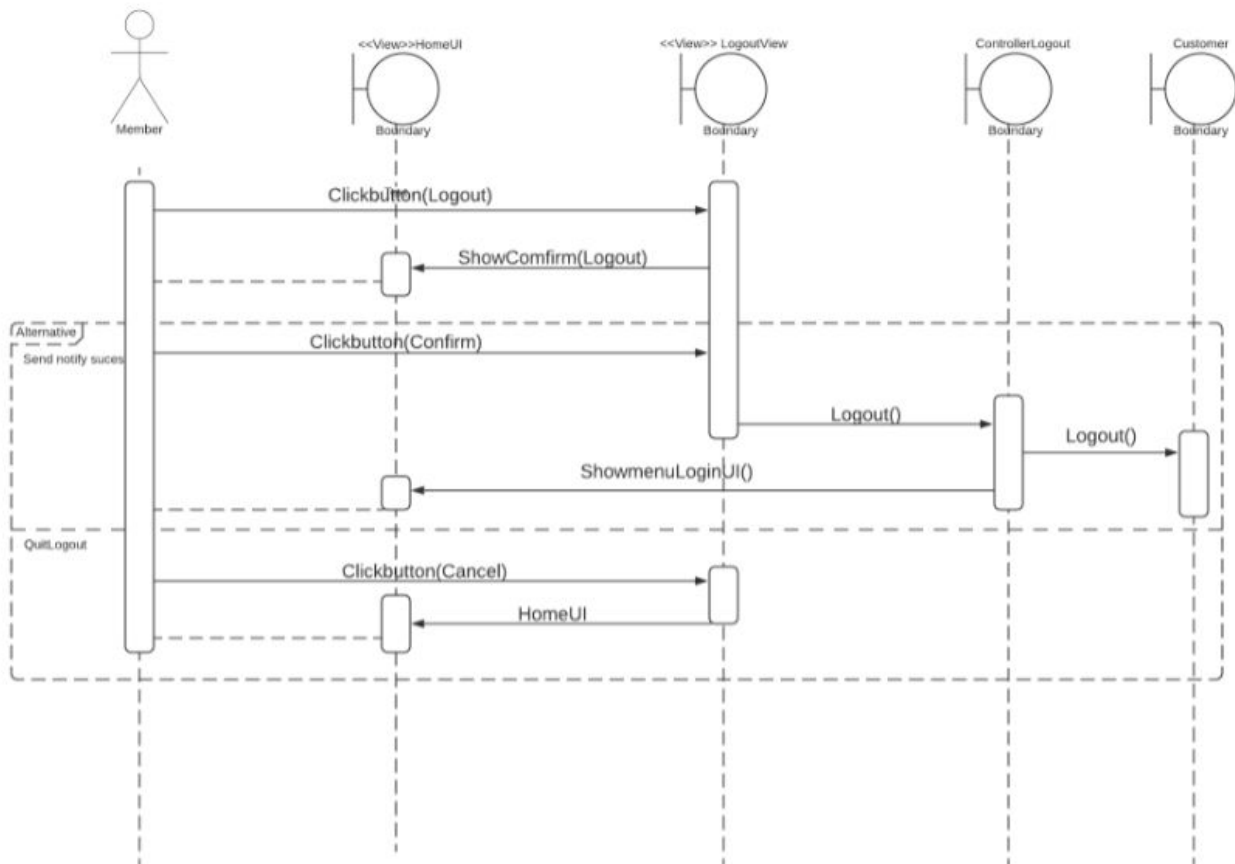 <<View>>HomeUI
<<View>> LogoutView
ControllerLogout
Customer
Member
Boundary
Boundary
Boundary
Boundary
Clickbutton(Logout)
ShowComfirm(Logout)
Alternative
Send notify suces
Clickbutton(Confirm)
Logout()
Logout()
ShowmenuLoginUI()
QuitLogout
Clickbutton(Cancel)
HomeUI